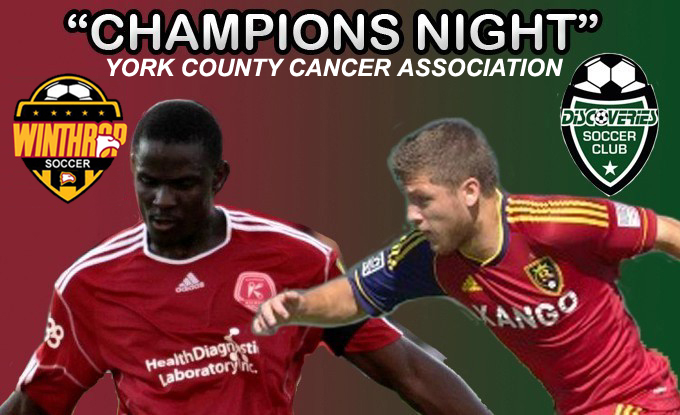 “CHAMPIONS NIGHT”
YORK COUNTY CANCER ASSOCIATION
WINTHROP
SOCCER
DISCOVERIES
SOCCER
CLUB
adidas
K
HealthDiagnostic
Laboratory Inc.
XANGO